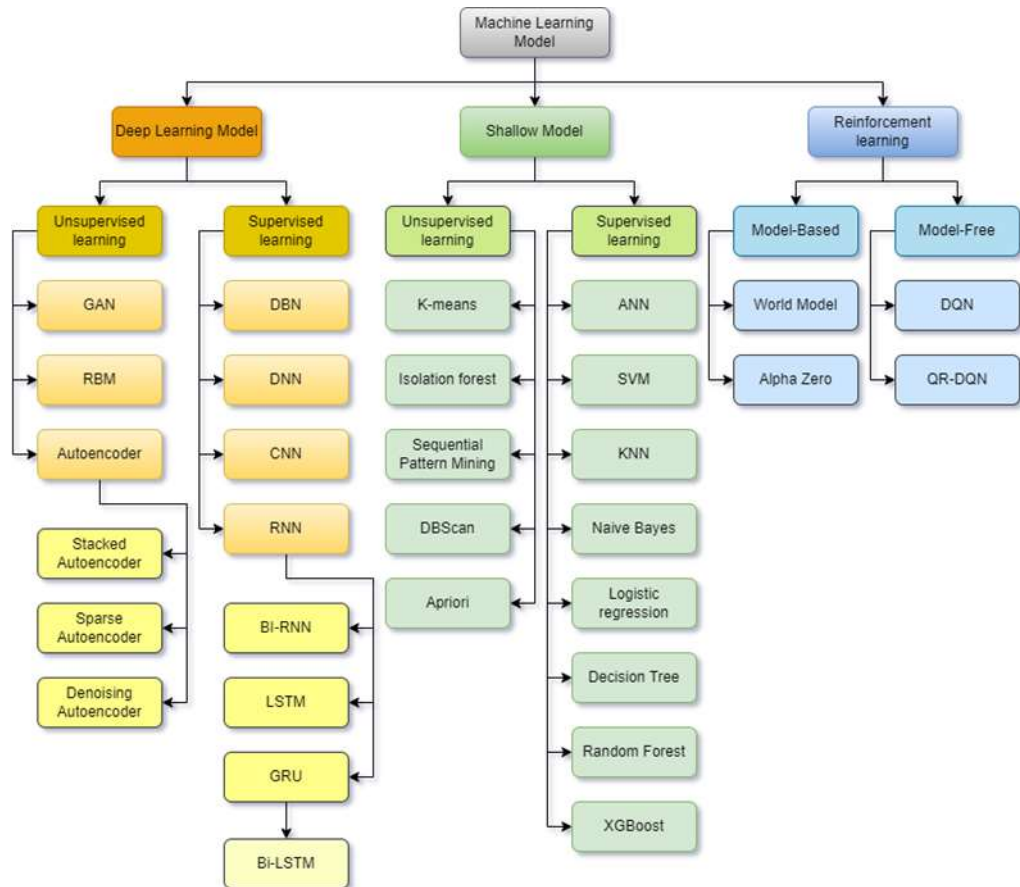 Machine Learning
Model
Deep Learning Model
Shallow Model
Reinforcement
learning
Unsupervised
learning
Supervised
learning
Unsupervised
learning
Supervised
learning
Model-Based
Model-Free
GAN
DBN
K-means
ANN
World Model
DQN
RBM
DNN
Isolation forest
SVM
Alpha Zero
QR-DQN
Autoencoder
CNN
Sequential
Pattern Mining
KNN
Stacked
Autoencoder
RNN
DBScan
Naive Bayes
Sparse
Autoencoder
BI-RNN
Apriori
Logistic
regression
Denoising
Autoencoder
LSTM
Decision Tree
GRU
Random Forest
Bi-LSTM
XGBoost